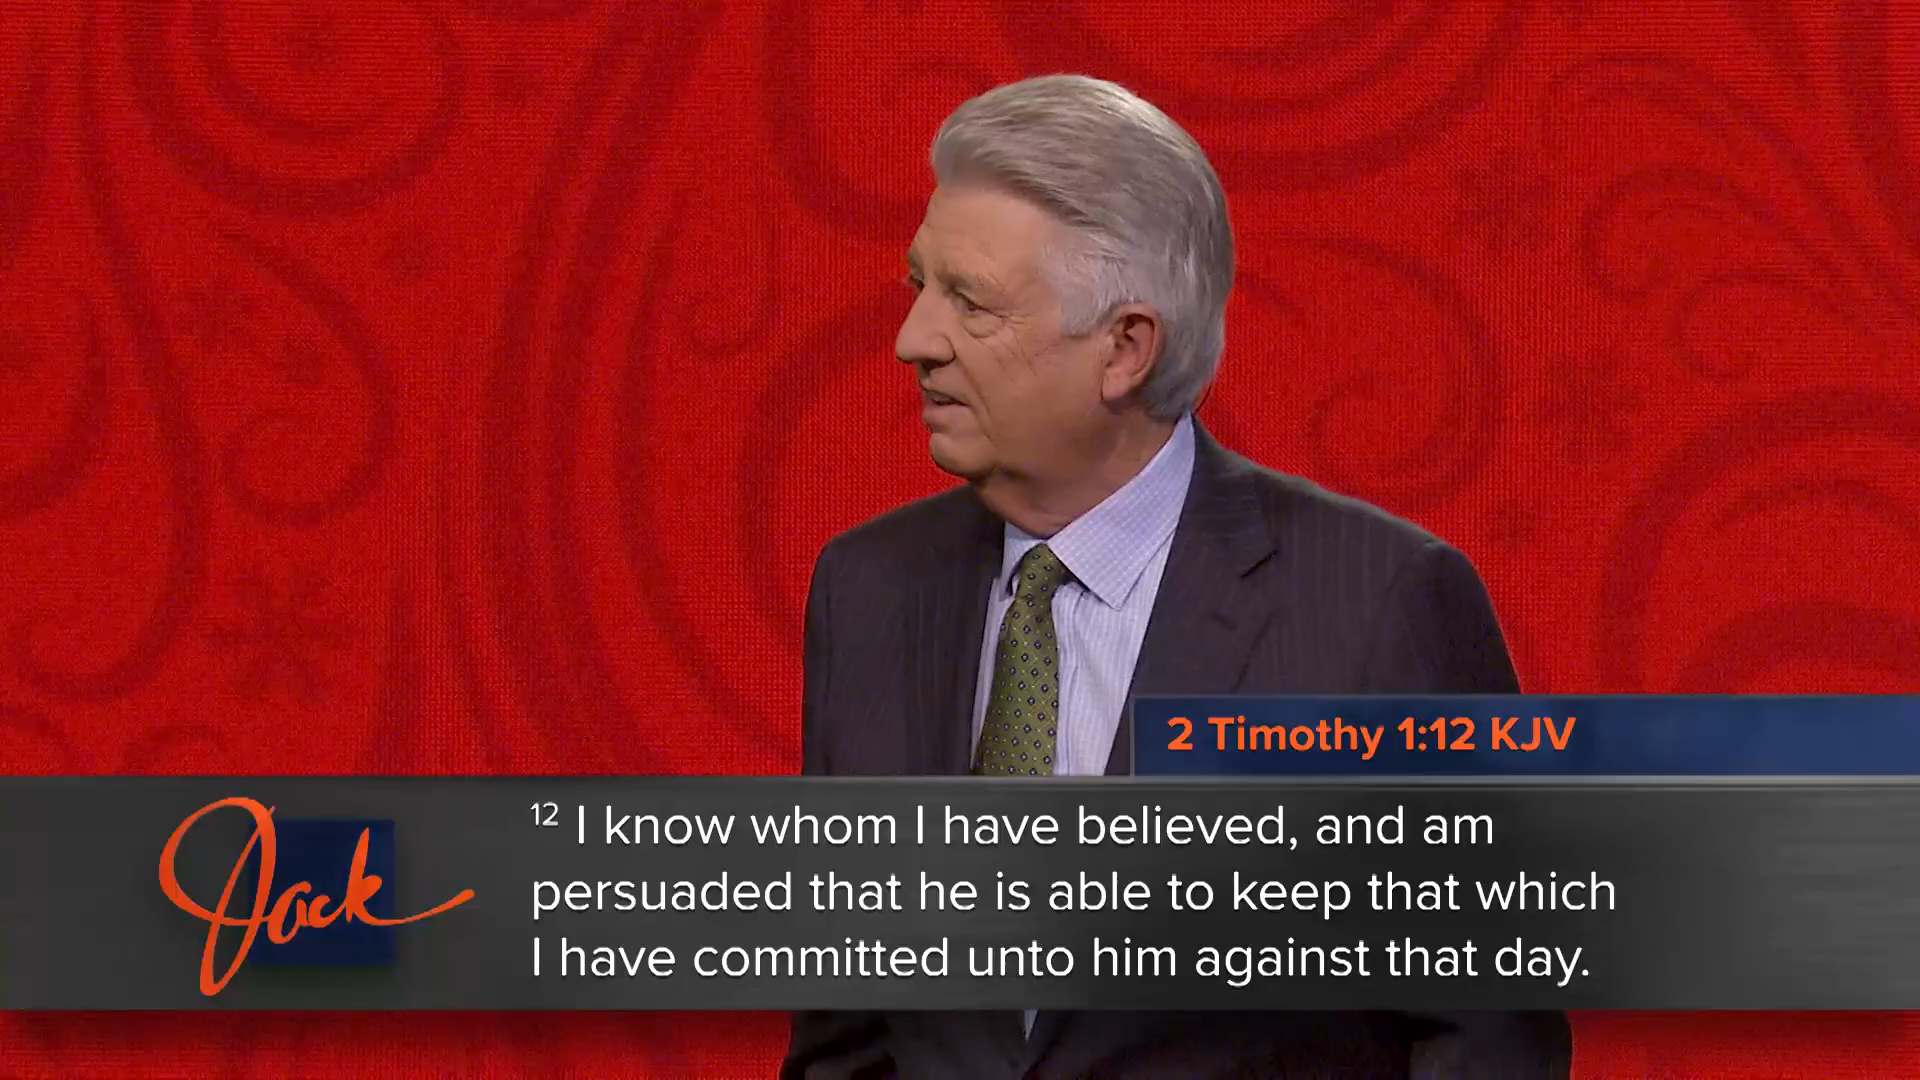 2 Timothy 1:12 KJV
Jack
12 I know whom I have believed, and am
persuaded that he is able to keep that which
I have committed unto him against that day.